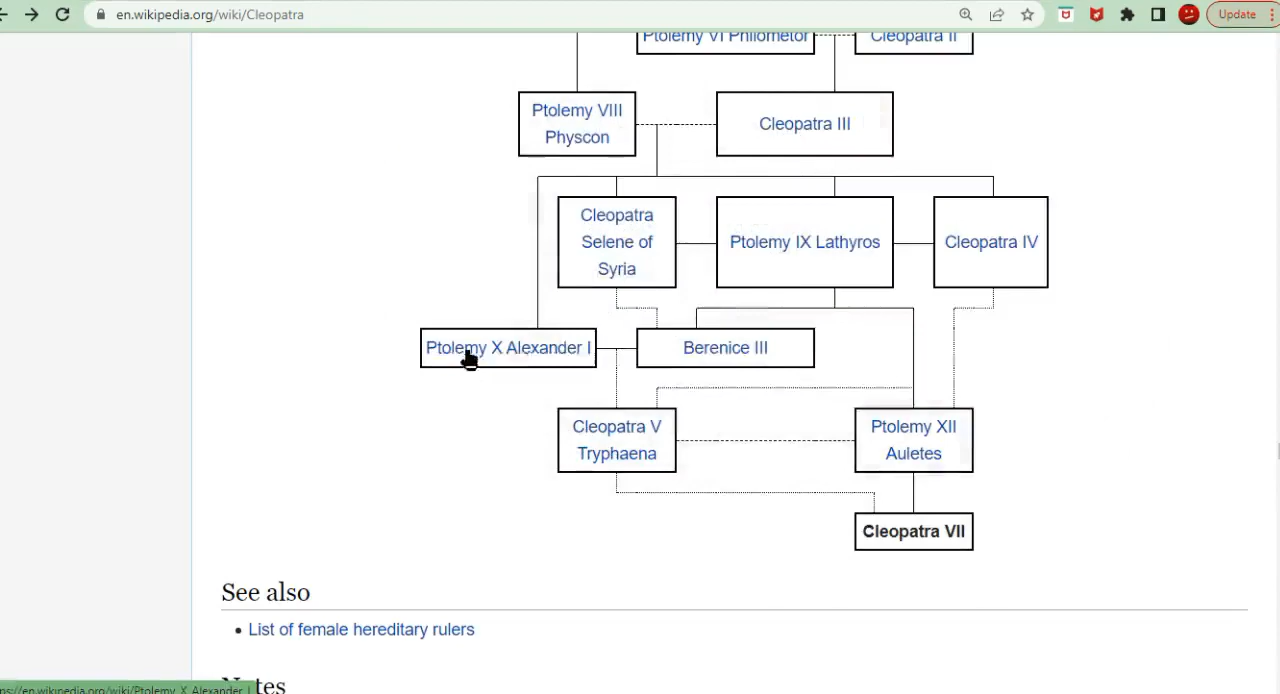 en.wikipedia.org/wiki/Cleopatra
Update
Ptolemy VI Philometor
Cleopatra II
Ptolemy VIII
Physcon
Cleopatra III
Cleopatra
Selene of
Syria
Ptolemy IX Lathyros
Cleopatra IV
Ptolemy X Alexander I
Berenice III
Cleopatra V
Tryphaena
Ptolemy XII
Auletes
Cleopatra VII
See also
• List of female hereditary rulers
Notes
ps://en.wikipedia.org/wiki/Ptolemy_X_Alexander_I